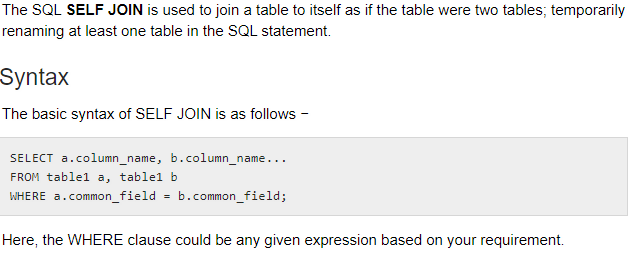 The SQL SELF JOIN is used to join a table to itself as if the table were two tables; temporarily
renaming at least one table in the SQL statement.
Syntax
The basic syntax of SELF JOIN is as follows −
SELECT a.column_name, b.column_name...
FROM table1 a, table1 b
WHERE a.common_field = b.common_field;
Here, the WHERE clause could be any given expression based on your requirement.